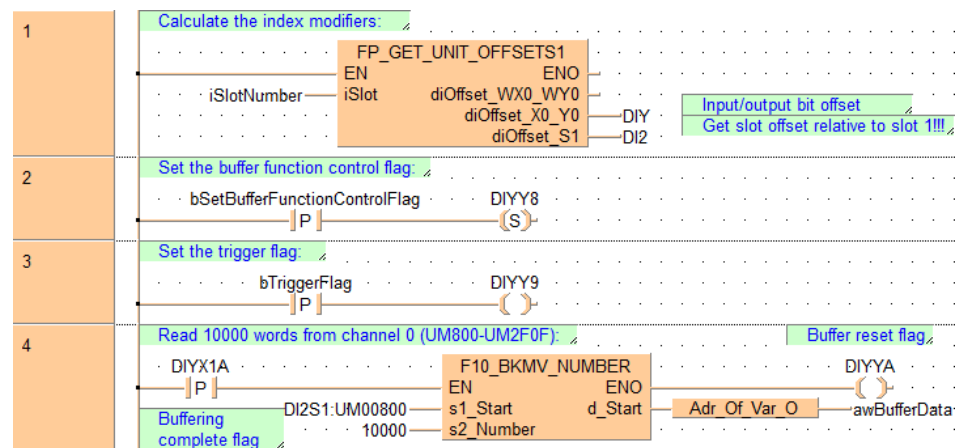 1
Calculate the index modifiers:
FP_GET_UNIT_OFFSETS1
EN ENO
iSlotNumber iSlot diOffset_WX0_WY0
diOffset_X0_Y0 DIY Input/output bit offset
diOffset_S1 DI2 Get slot offset relative to slot 1!!!
2
Set the buffer function control flag:
bSetBufferFunctionControlFlag DIYY8
P S
3
Set the trigger flag:
bTriggerFlag DIYY9
P
4
Read 10000 words from channel 0 (UM800-UM2F0F): Buffer reset flag
DIYX1A F10_BKMV_NUMBER DIYYA
P EN ENO
DI2S1:UM00800 s1_Start d_Start Adr_Of_Var_O awBufferData
Buffering 10000 s2_Number
complete flag